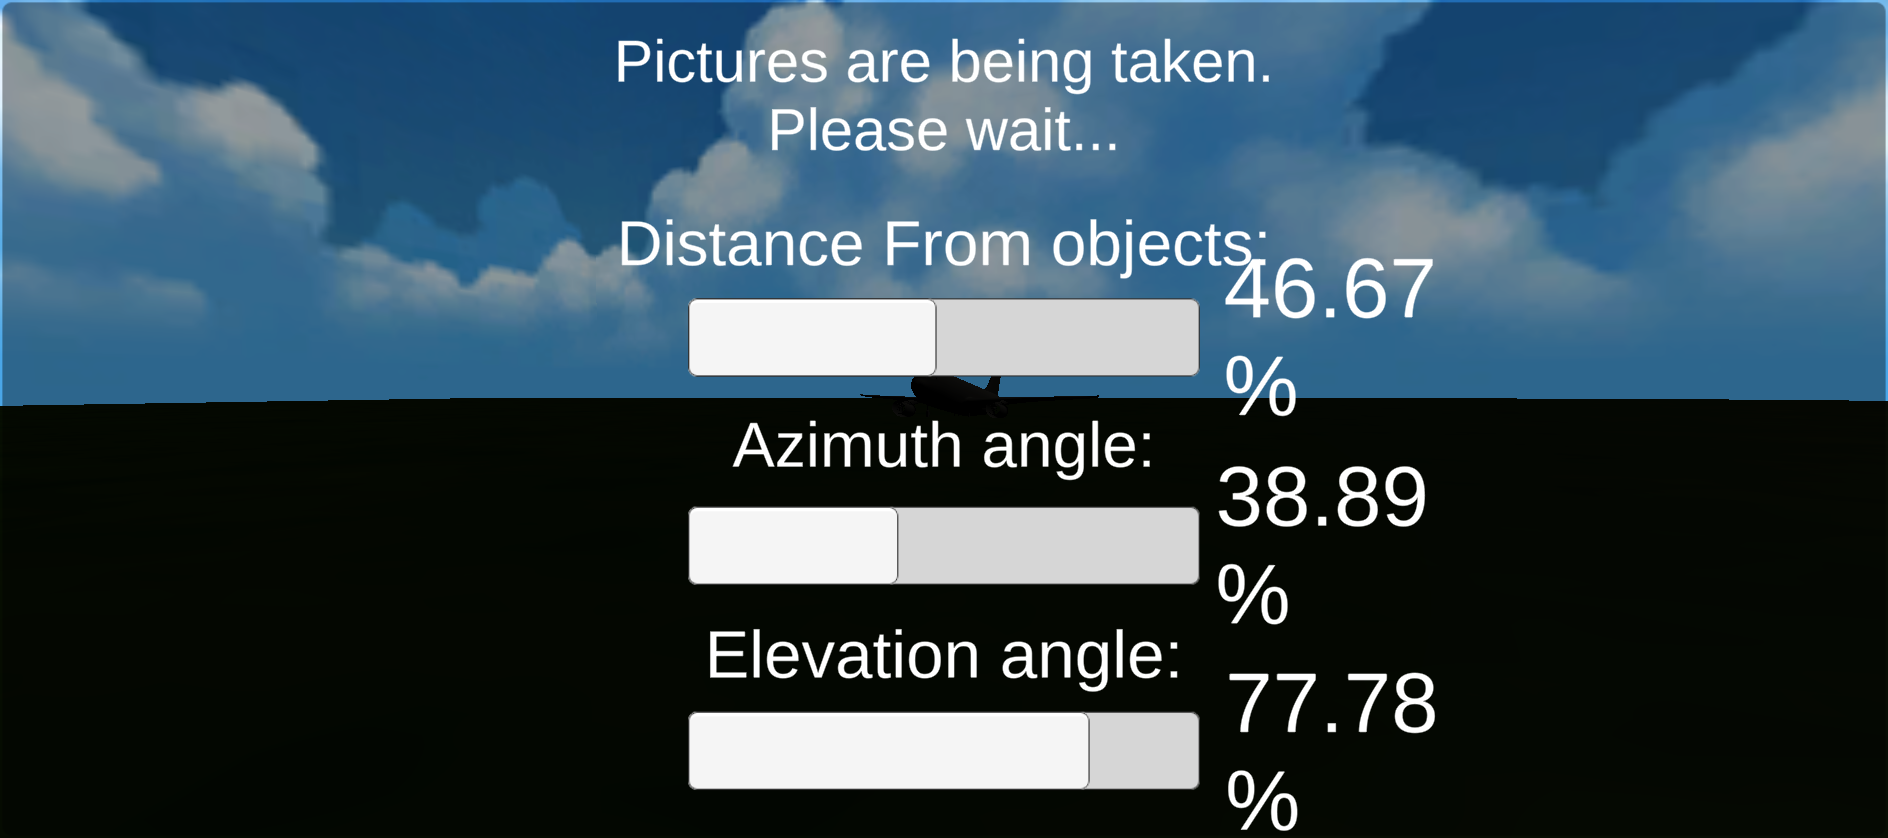 Pictures are being taken.
Please wait...
Distance From objects:
46.67
%
Azimuth angle:
38.89
%
Elevation angle:
77.78
%